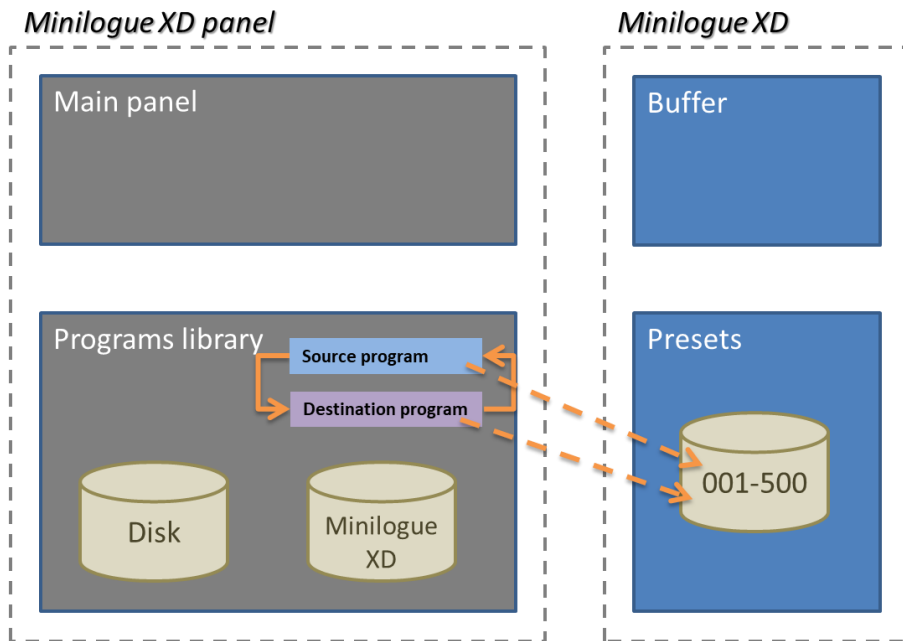 Minilogue XD panel
Minilogue XD
Main panel
Buffer
Programs library
Source program
Destination program
Disk
Minilogue
XD
Presets
001-500